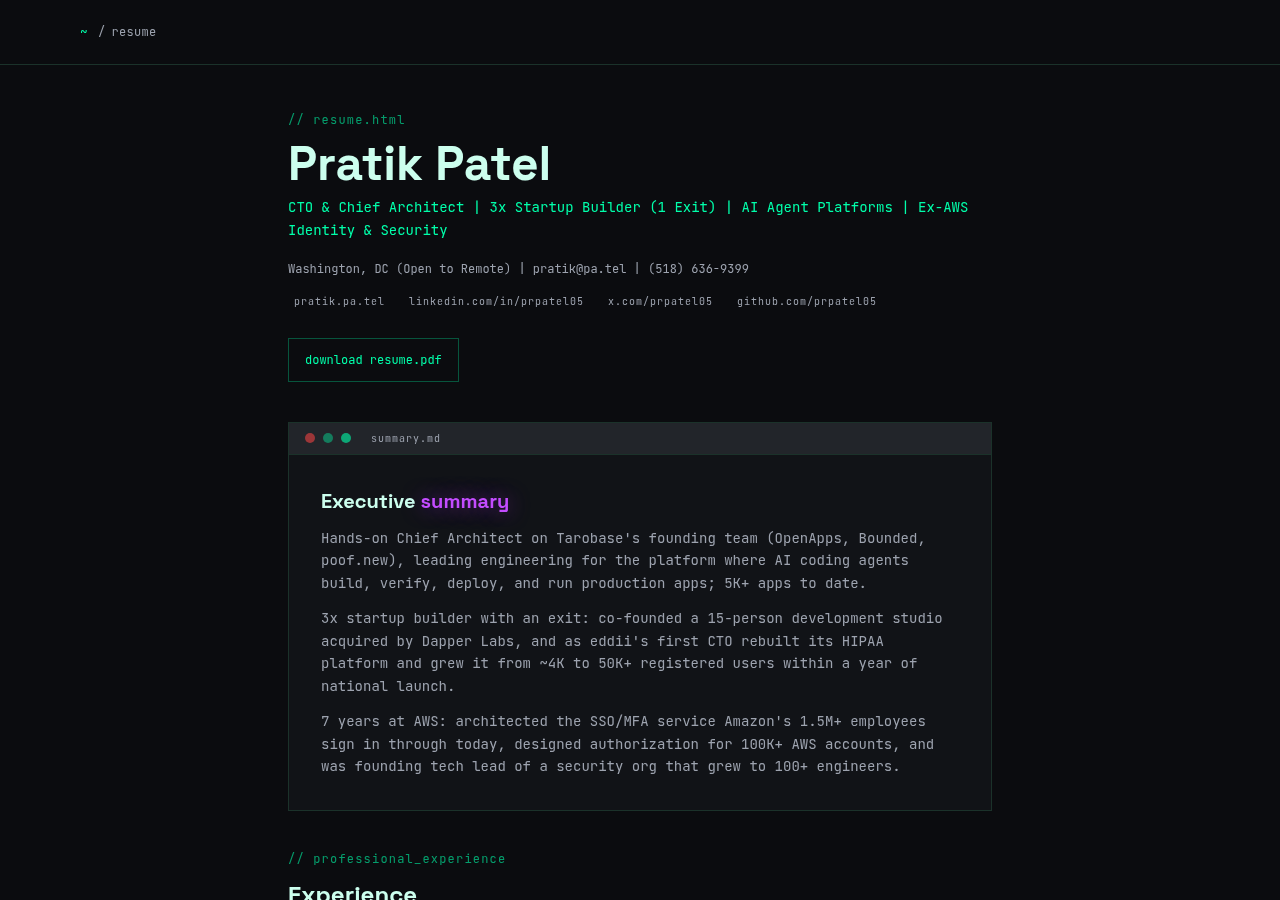 ~ / resume
// resume.html
Pratik Patel
CTO & Chief Architect | 3x Startup Builder (1 Exit) | AI Agent Platforms | Ex-AWS
Identity & Security
Washington, DC (Open to Remote) | pratik@pa.tel | (518) 636-9399
pratik.pa.tel linkedin.com/in/prpatel05 x.com/prpatel05 github.com/prpatel05
download resume.pdf
summary.md
Executive summary
Hands-on Chief Architect on Tarobase's founding team (OpenApps, Bounded,
poof.new), leading engineering for the platform where AI coding agents
build, verify, deploy, and run production apps; 5K+ apps to date.
3x startup builder with an exit: co-founded a 15-person development studio
acquired by Dapper Labs, and as eddii's first CTO rebuilt its HIPAA
platform and grew it from ~4K to 50K+ registered users within a year of
national launch.
7 years at AWS: architected the SSO/MFA service Amazon's 1.5M+ employees
sign in through today, designed authorization for 100K+ AWS accounts, and
was founding tech lead of a security org that grew to 100+ engineers.
// professional_experience
Experience